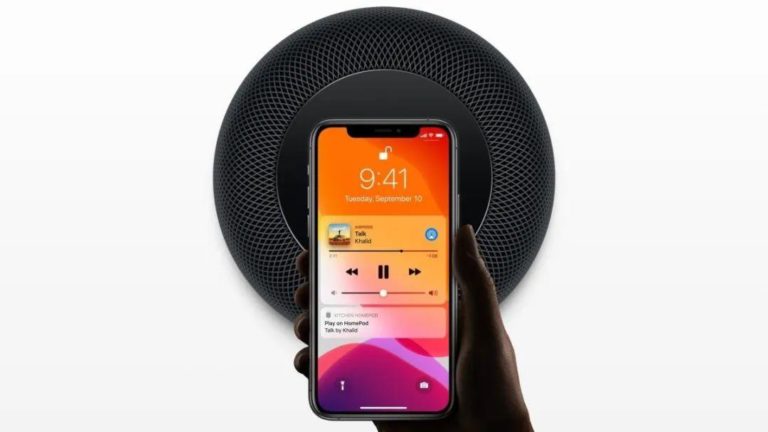 9:41
Tuesday, September 10
Talk
Khalid
KITCHEN HOMEPOD
Play on HomePod
Talk by Khalid